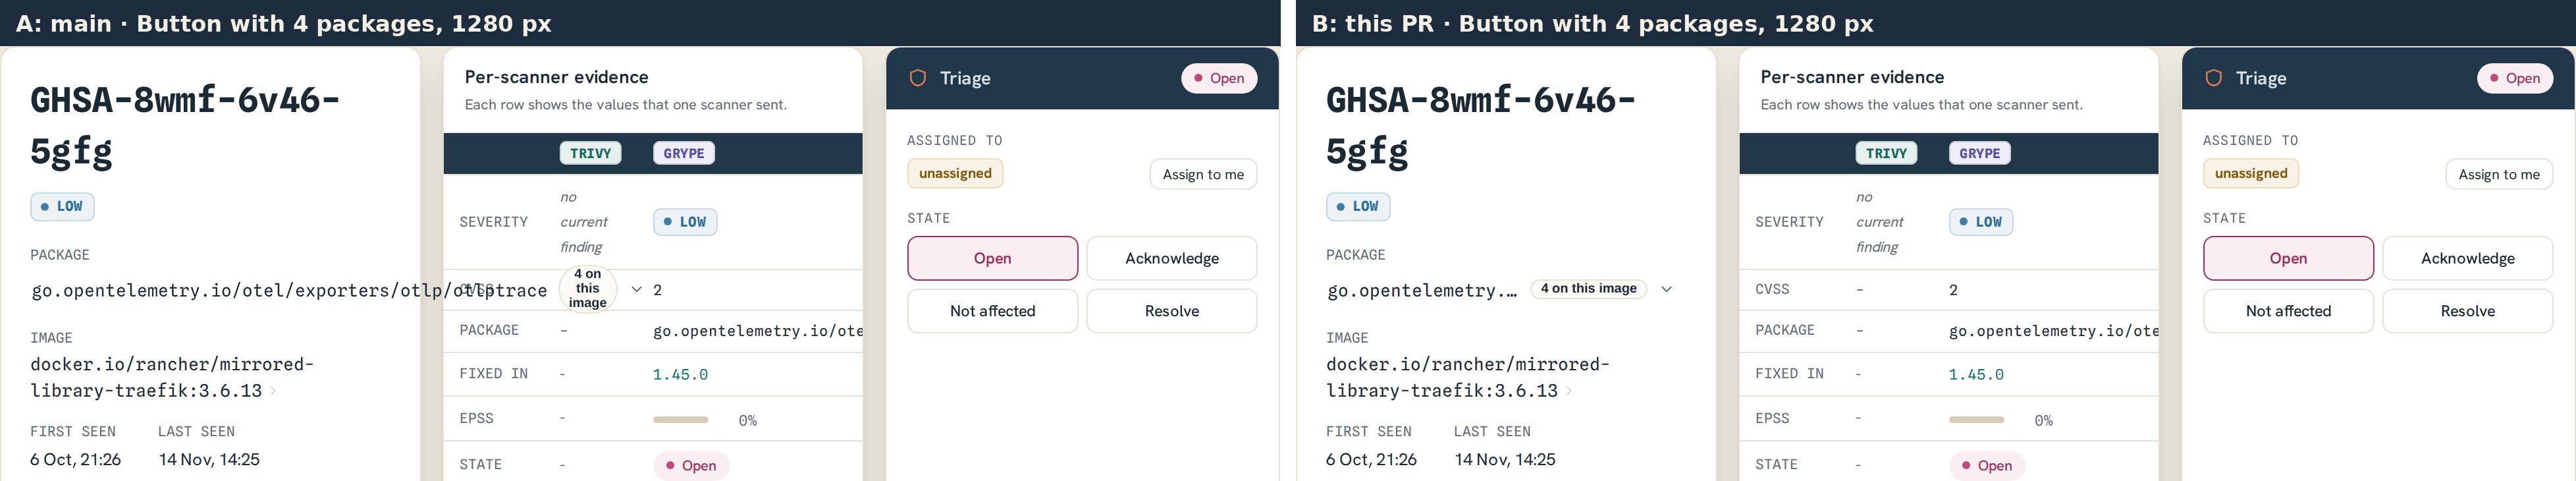 A: main · Button with 4 packages, 1280 px
GHSA-8wmf-6v46-
5gfg
LOW
PACKAGE
go.opentelemetry.io/otel/exporters/otlp/otlptrace
4 on
this
image
IMAGE
docker.io/rancher/mirrored-
library-traefik:3.6.13
FIRST SEEN LAST SEEN
6 Oct, 21:26 14 Nov, 14:25
Per-scanner evidence
Each row shows the values that one scanner sent.
TRIVY GRYPE
SEVERITY
no
current
finding
LOW
CVSS 2
PACKAGE - go.opentelemetry.io/ote
FIXED IN - 1.45.0
EPSS - 0%
STATE - Open
Triage Open
ASSIGNED TO
unassigned Assign to me
STATE
Open Acknowledge
Not affected Resolve
B: this PR · Button with 4 packages, 1280 px
GHSA-8wmf-6v46-
5gfg
LOW
PACKAGE
go.opentelemetry.… 4 on this image
IMAGE
docker.io/rancher/mirrored-
library-traefik:3.6.13
FIRST SEEN LAST SEEN
6 Oct, 21:26 14 Nov, 14:25
Per-scanner evidence
Each row shows the values that one scanner sent.
TRIVY GRYPE
SEVERITY
no
current
finding
LOW
CVSS - 2
PACKAGE - go.opentelemetry.io/ote
FIXED IN - 1.45.0
EPSS - 0%
STATE - Open
Triage Open
ASSIGNED TO
unassigned Assign to me
STATE
Open Acknowledge
Not affected Resolve